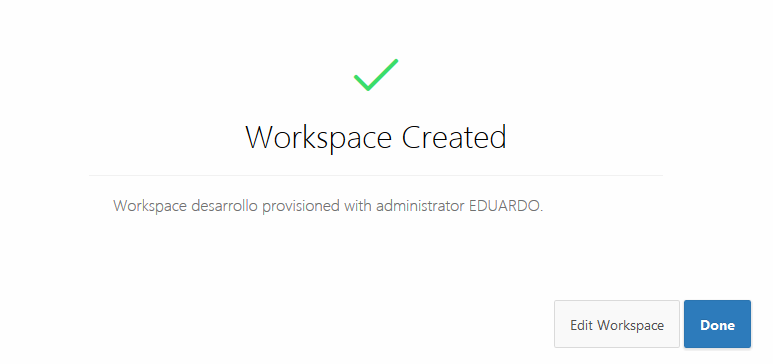 Workspace Created
Workspace desarrollo provisioned with administrator EDUARDO.
Edit Workspace
Done